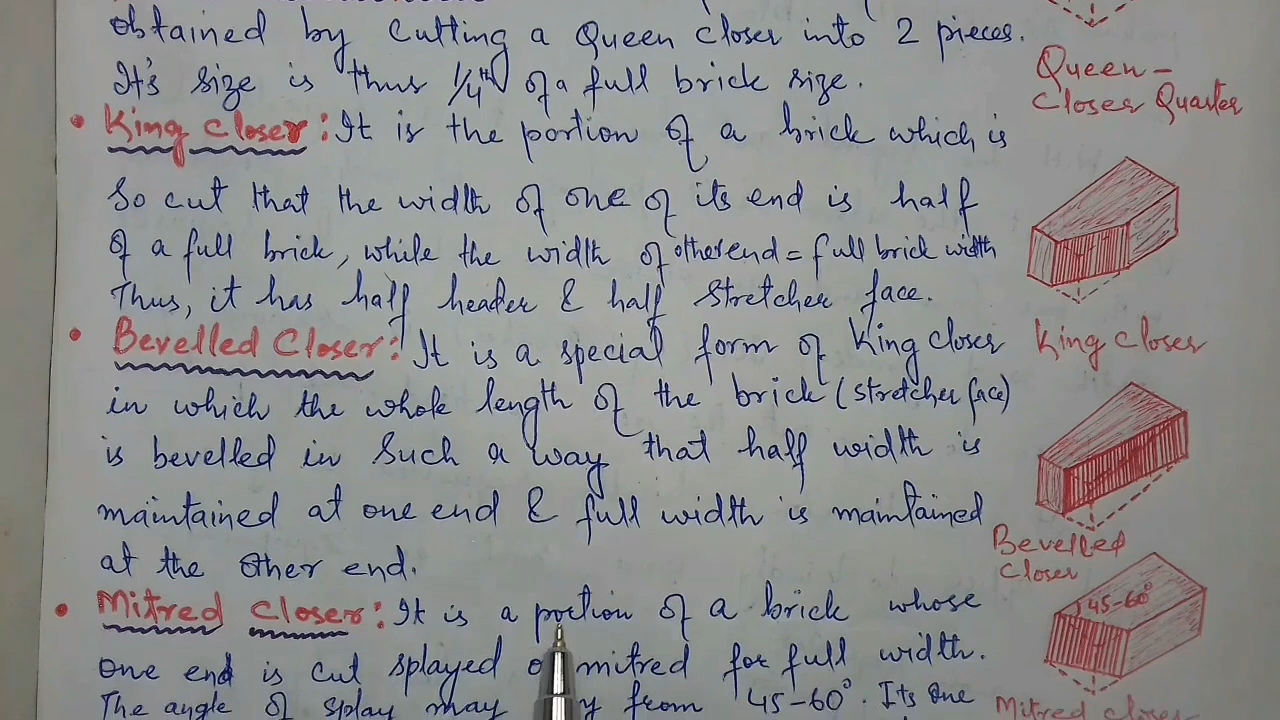 obtained by cutting a Queen closer into 2 pieces.
It's size is thus 1/4th of a full brick size.
Queen-
Closer Quarter
• King Closer: It is the portion of a brick which is
so cut that the width of one of its end is half
of a full brick, while the width of other end = full brick width
Thus, it has half header & half stretcher face.
King Closer
• Bevelled Closer: It is a special form of King closer
in which the whole length of the brick (stretcher face)
is bevelled in such a way that half width is
maintained at one end & full width is maintained
at the other end.
Bevelled
Closer
• Mitred Closer: It is a portion of a brick whose
one end is cut splayed mitred for full width.
The angle of splay may from 45-60°. Its one
45-60°
Mitred closer